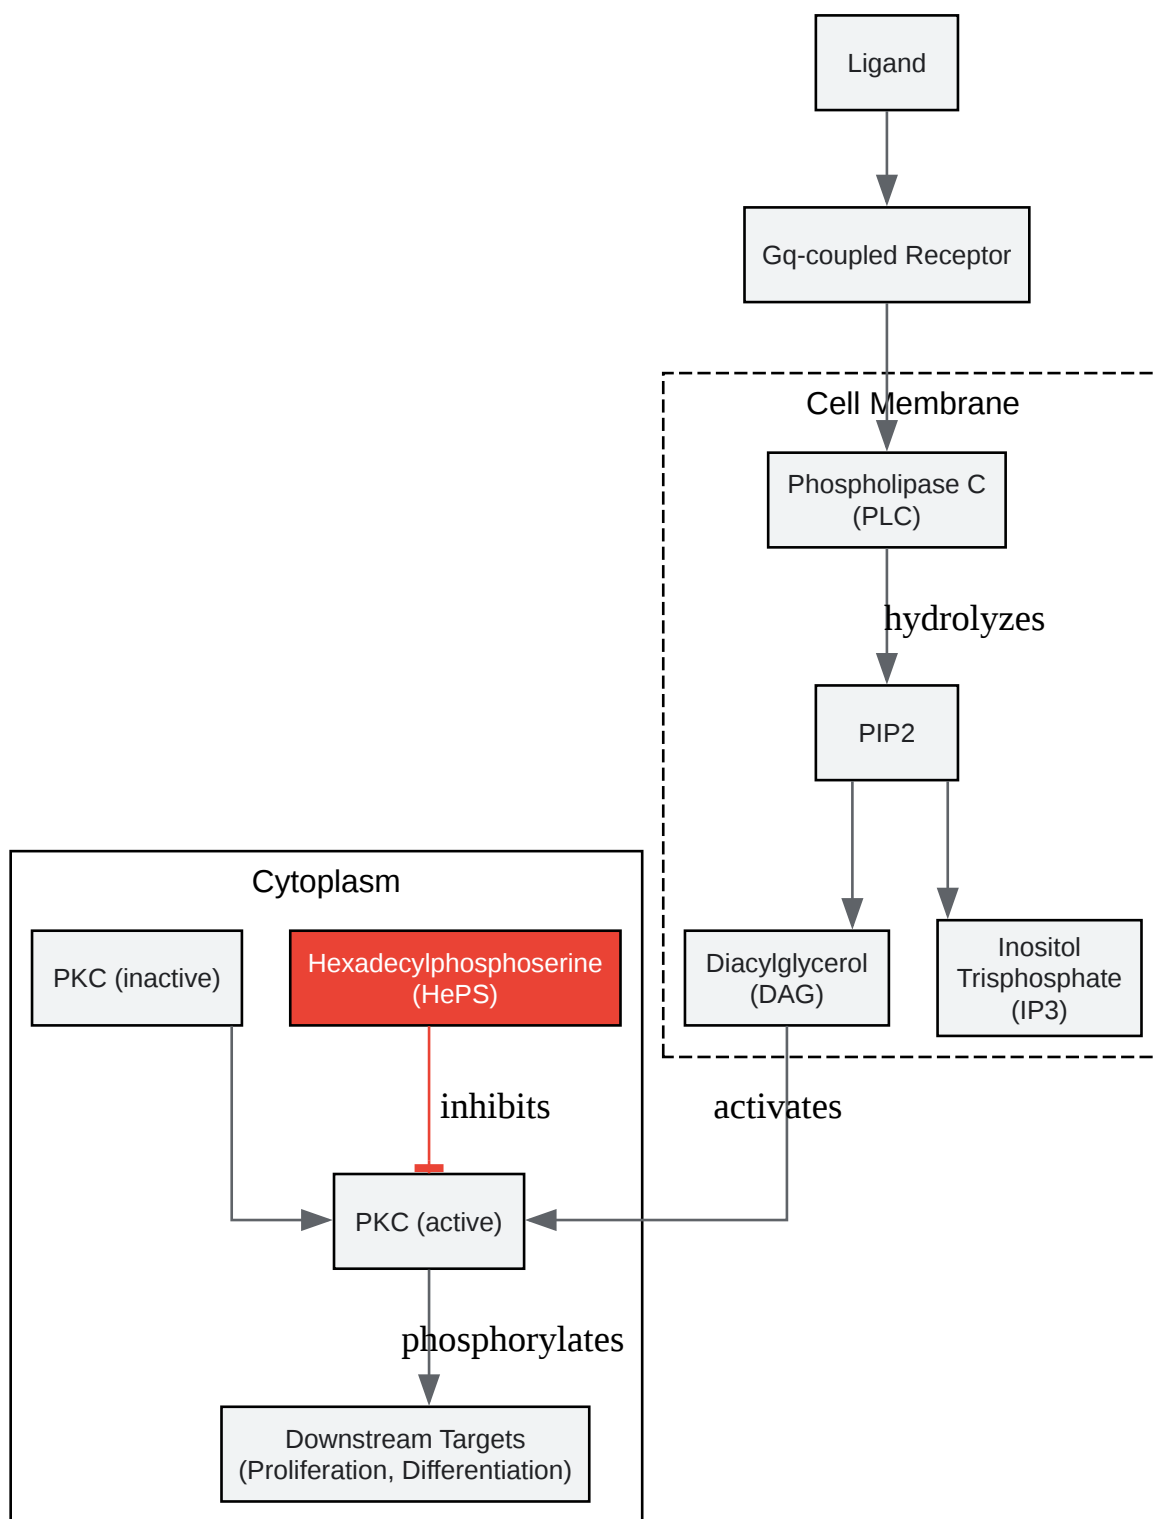 Ligand
Gq-coupled Receptor
Cell Membrane
Phospholipase C
(PLC)
hydrolyzes
PIP2
Cytoplasm
PKC (inactive)
Hexadecylphosphoserine
(HePS)
Diacylglycerol
(DAG)
Inositol
Trisphosphate
(IP3)
inhibits
activates
PKC (active)
phosphorylates
Downstream Targets
(Proliferation, Differentiation)